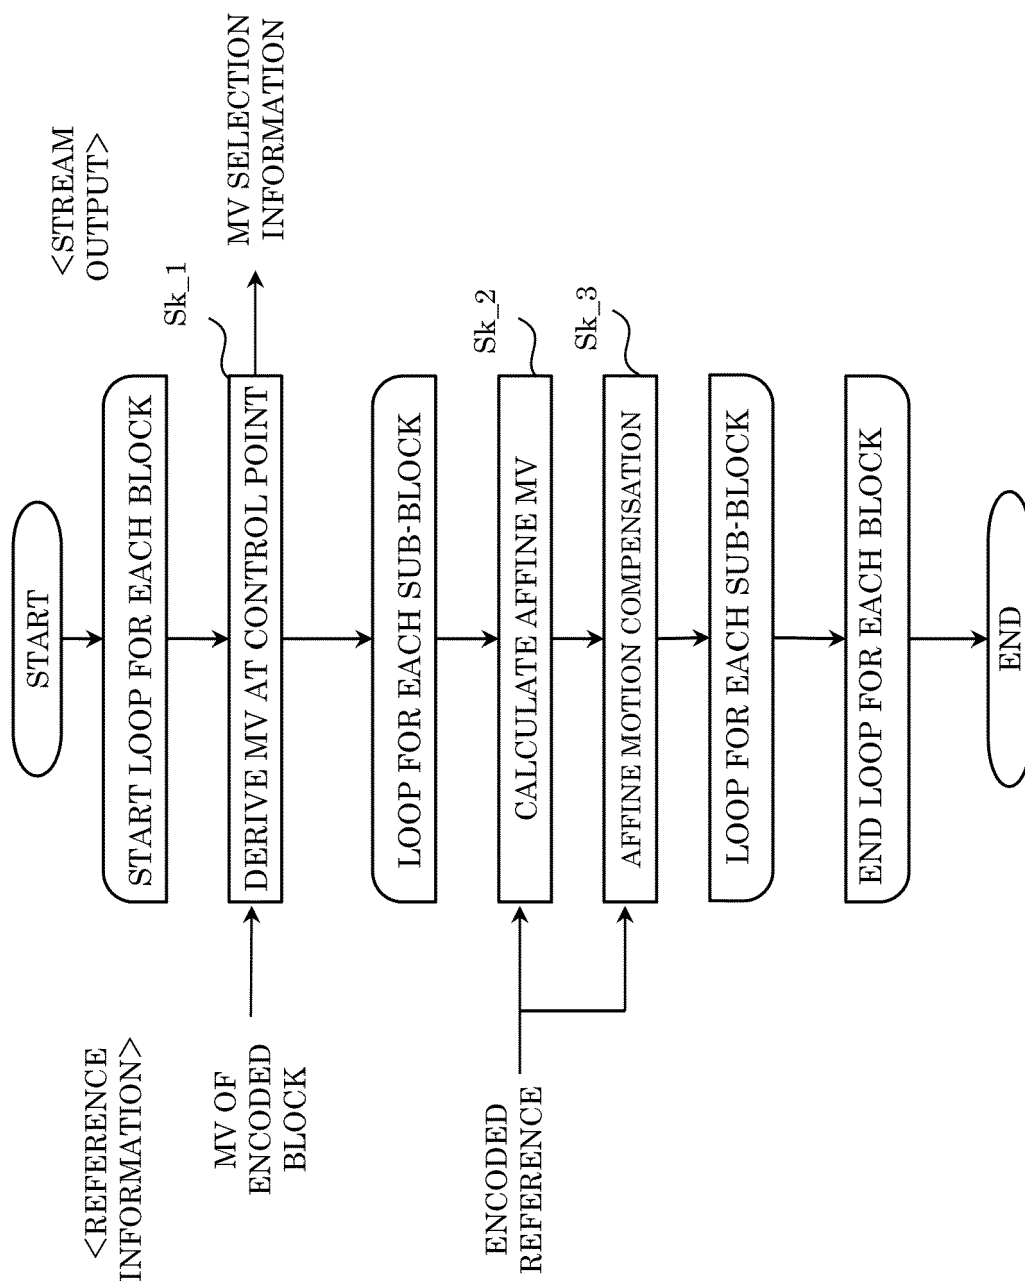 START
<REFERENCE
INFORMATION>
<STREAM
OUTPUT>
START LOOP FOR EACH BLOCK
Sk_1
MV OF
ENCODED
BLOCK
DERIVE MV AT CONTROL POINT
MV SELECTION
INFORMATION
LOOP FOR EACH SUB-BLOCK
Sk_2
ENCODED
REFERENCE
CALCULATE AFFINE MV
Sk_3
AFFINE MOTION COMPENSATION
LOOP FOR EACH SUB-BLOCK
END LOOP FOR EACH BLOCK
END